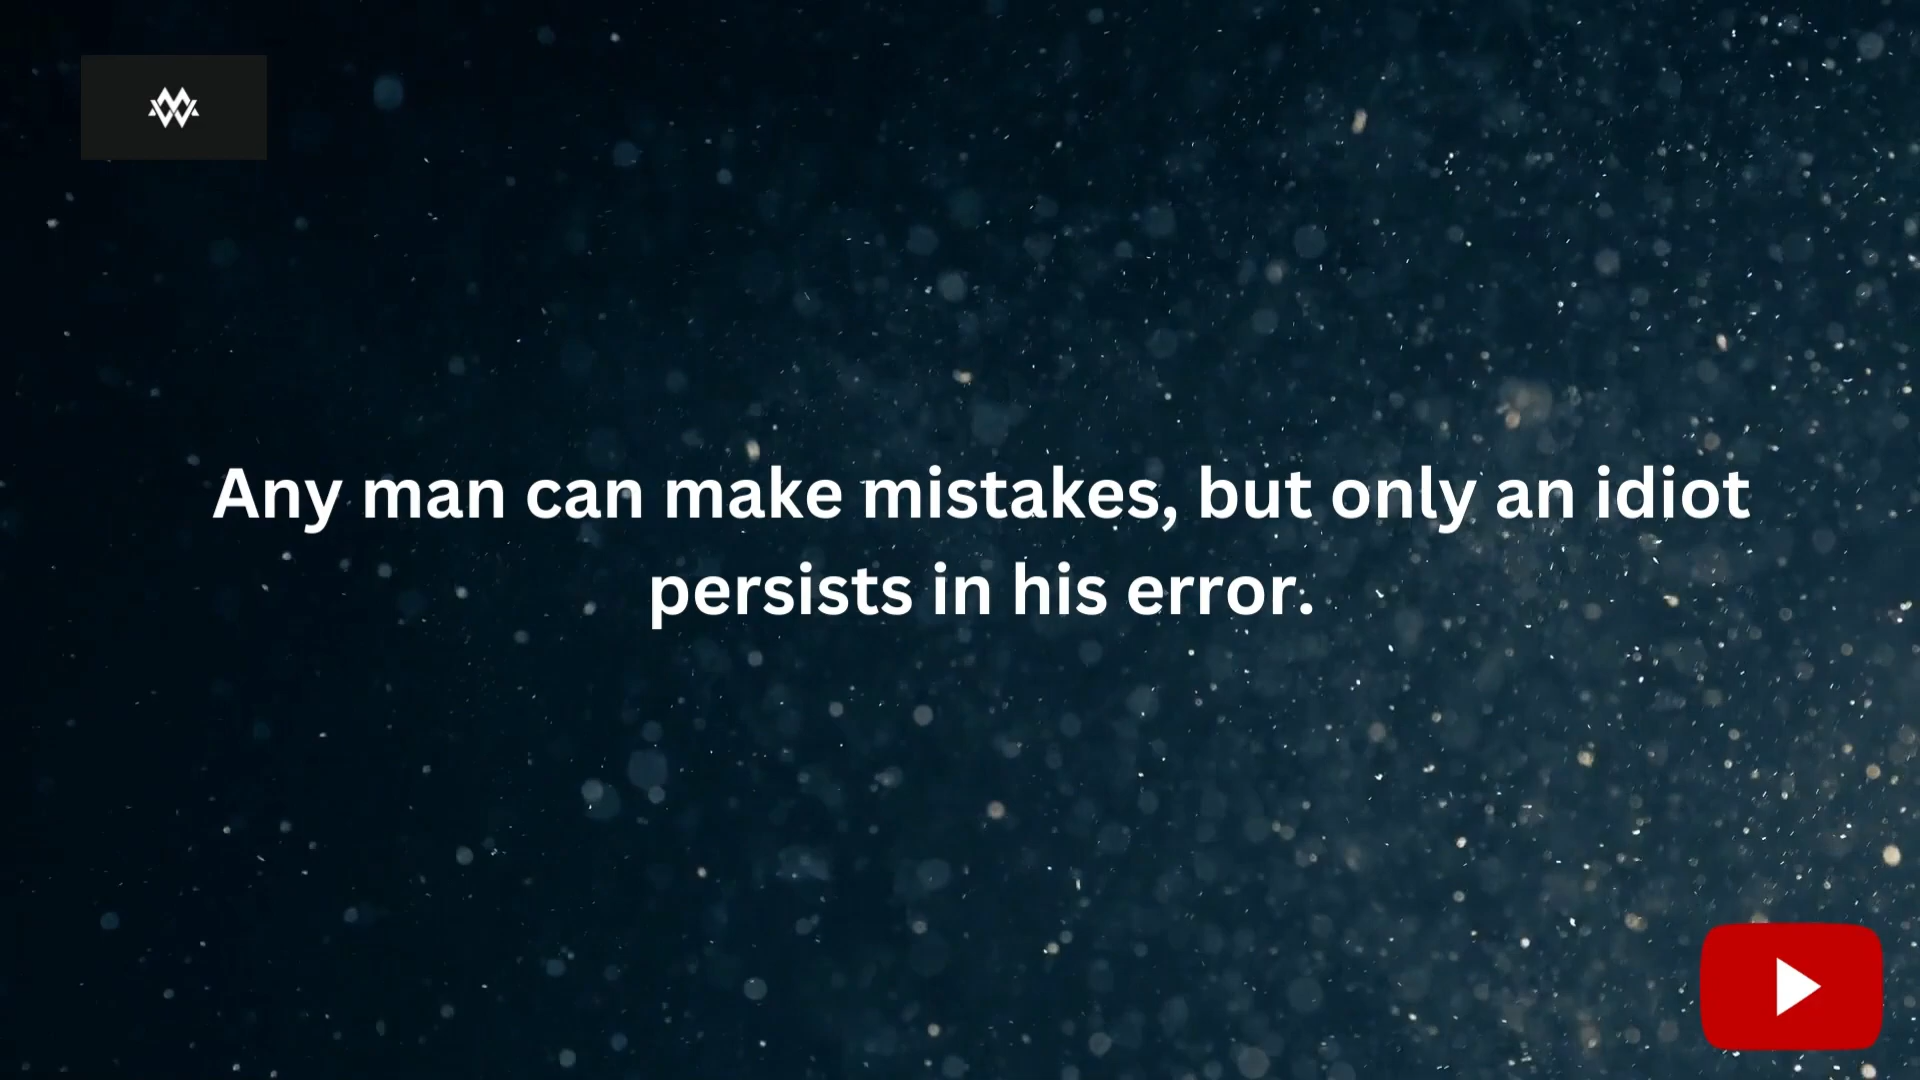 Any man can make mistakes, but only an idiot
persists in his error.